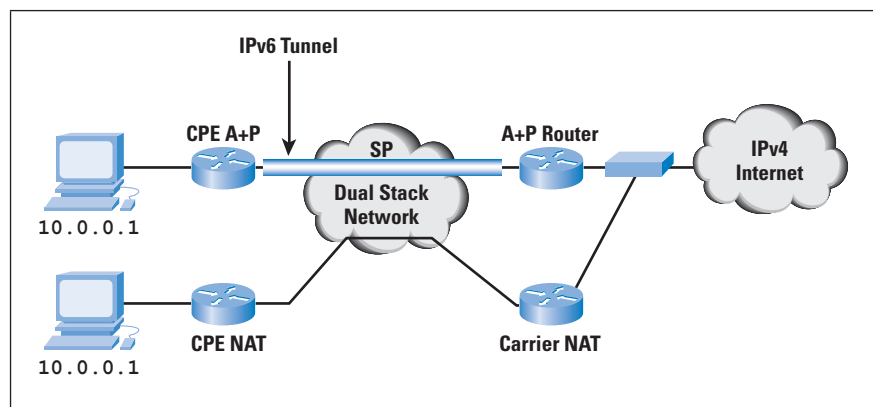 IPv6 Tunnel
CPE A+P
SP
Dual Stack
Network
A+P Router
IPv4
Internet
10.0.0.1
CPE NAT
Carrier NAT
10.0.0.1